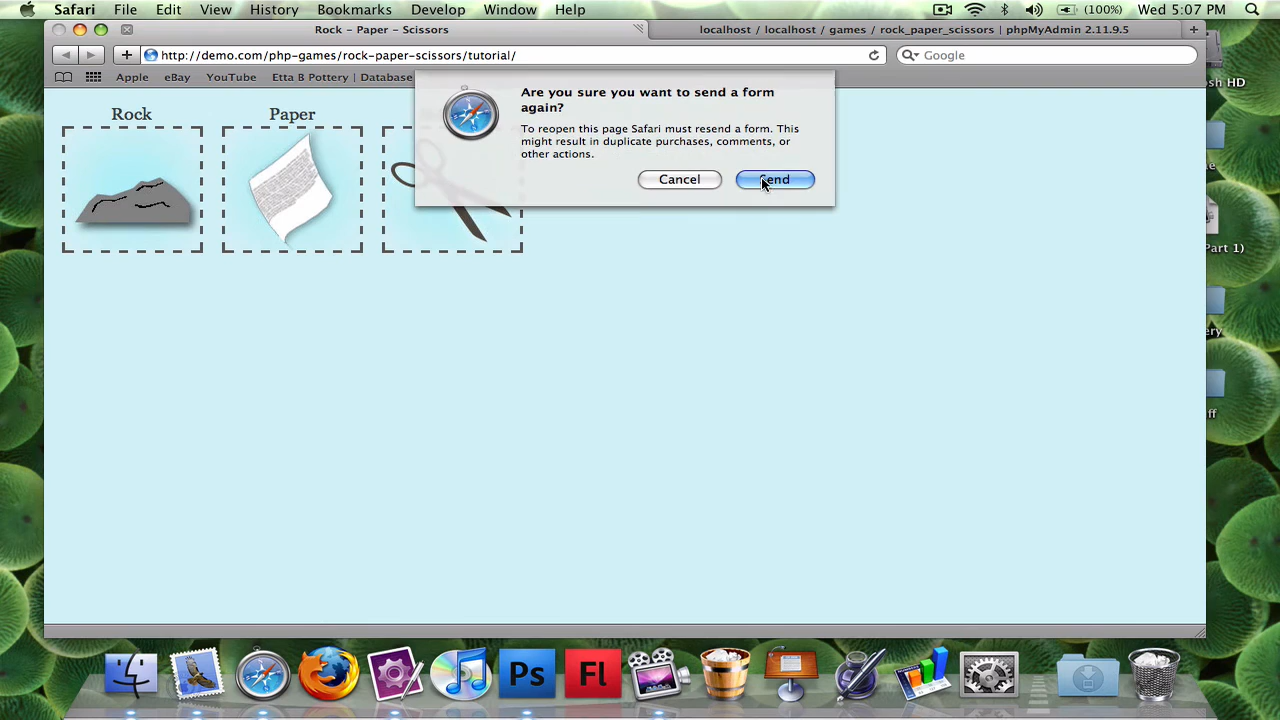 Safari File Edit View History Bookmarks Develop Window Help (100%) Wed 5:07 PM
Rock - Paper - Scissors
localhost / localhost / games / rock_paper_scissors | phpMyAdmin 2.11.9.5
http://demo.com/php-games/rock-paper-scissors/tutorial/
Google
Apple eBay YouTube Etta B Pottery | Database
Are you sure you want to send a form
again?
To reopen this page Safari must resend a form. This
might result in duplicate purchases, comments, or
other actions.
Cancel Send
Rock Paper
HD
Part 1)
Ps Fl